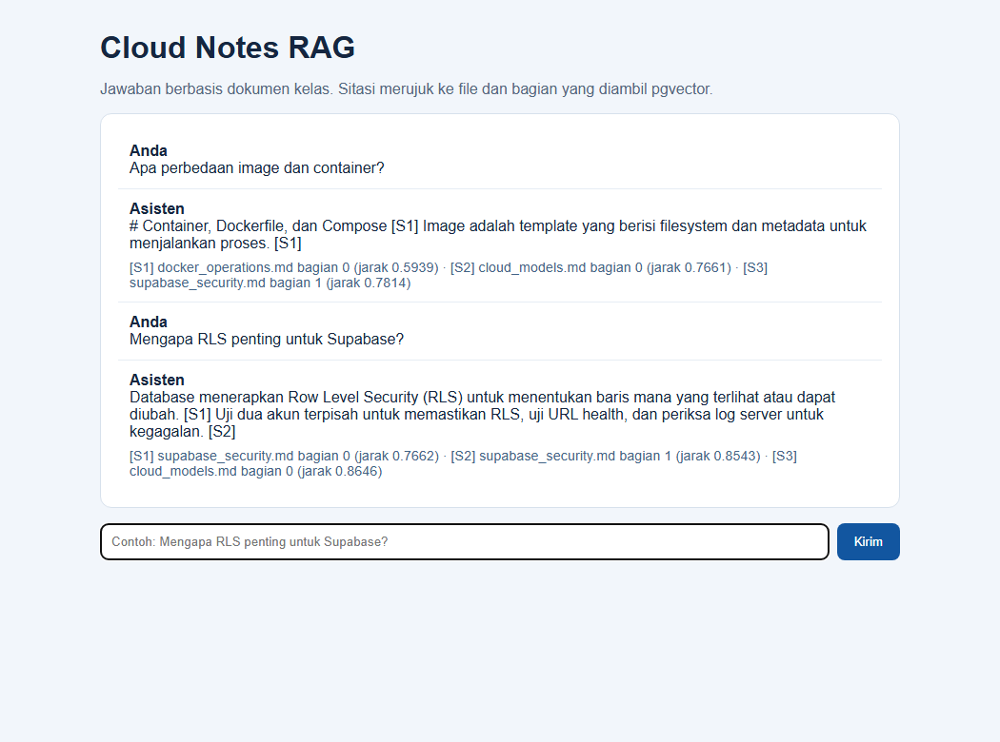 Cloud Notes RAG
Jawaban berbasis dokumen kelas. Sitasi merujuk ke file dan bagian yang diambil pgvector.
Anda
Apa perbedaan image dan container?
Asisten
# Container, Dockerfile, dan Compose [S1] Image adalah template yang berisi filesystem dan metadata untuk
menjalankan proses. [S1]
[S1] docker_operations.md bagian 0 (jarak 0.5939) · [S2] cloud_models.md bagian 0 (jarak 0.7661) · [S3]
supabase_security.md bagian 1 (jarak 0.7814)
Anda
Mengapa RLS penting untuk Supabase?
Asisten
Database menerapkan Row Level Security (RLS) untuk menentukan baris mana yang terlihat atau dapat
diubah. [S1] Uji dua akun terpisah untuk memastikan RLS, uji URL health, dan periksa log server untuk
kegagalan. [S2]
[S1] supabase_security.md bagian 0 (jarak 0.7662) · [S2] supabase_security.md bagian 1 (jarak 0.8543) · [S3]
cloud_models.md bagian 0 (jarak 0.8646)
Contoh: Mengapa RLS penting untuk Supabase?
Kirim